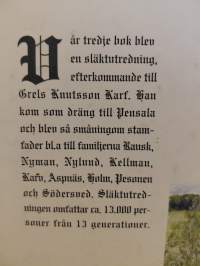 Vår tredje bok blev
en släktutredning,
efterkommande till
Grels Knutsson Karf. Han
kom som dräng till Pensala
och blev så småningom stam-
fader bl.a till familjerna Rausk,
Nyman, Nylund, Kellman,
Kafv, Aspnäs, Holm, Pesonen
och Södersved. Släktutred-
ningen omfattar ca. 13.000 per-
soner från 13 generationer.